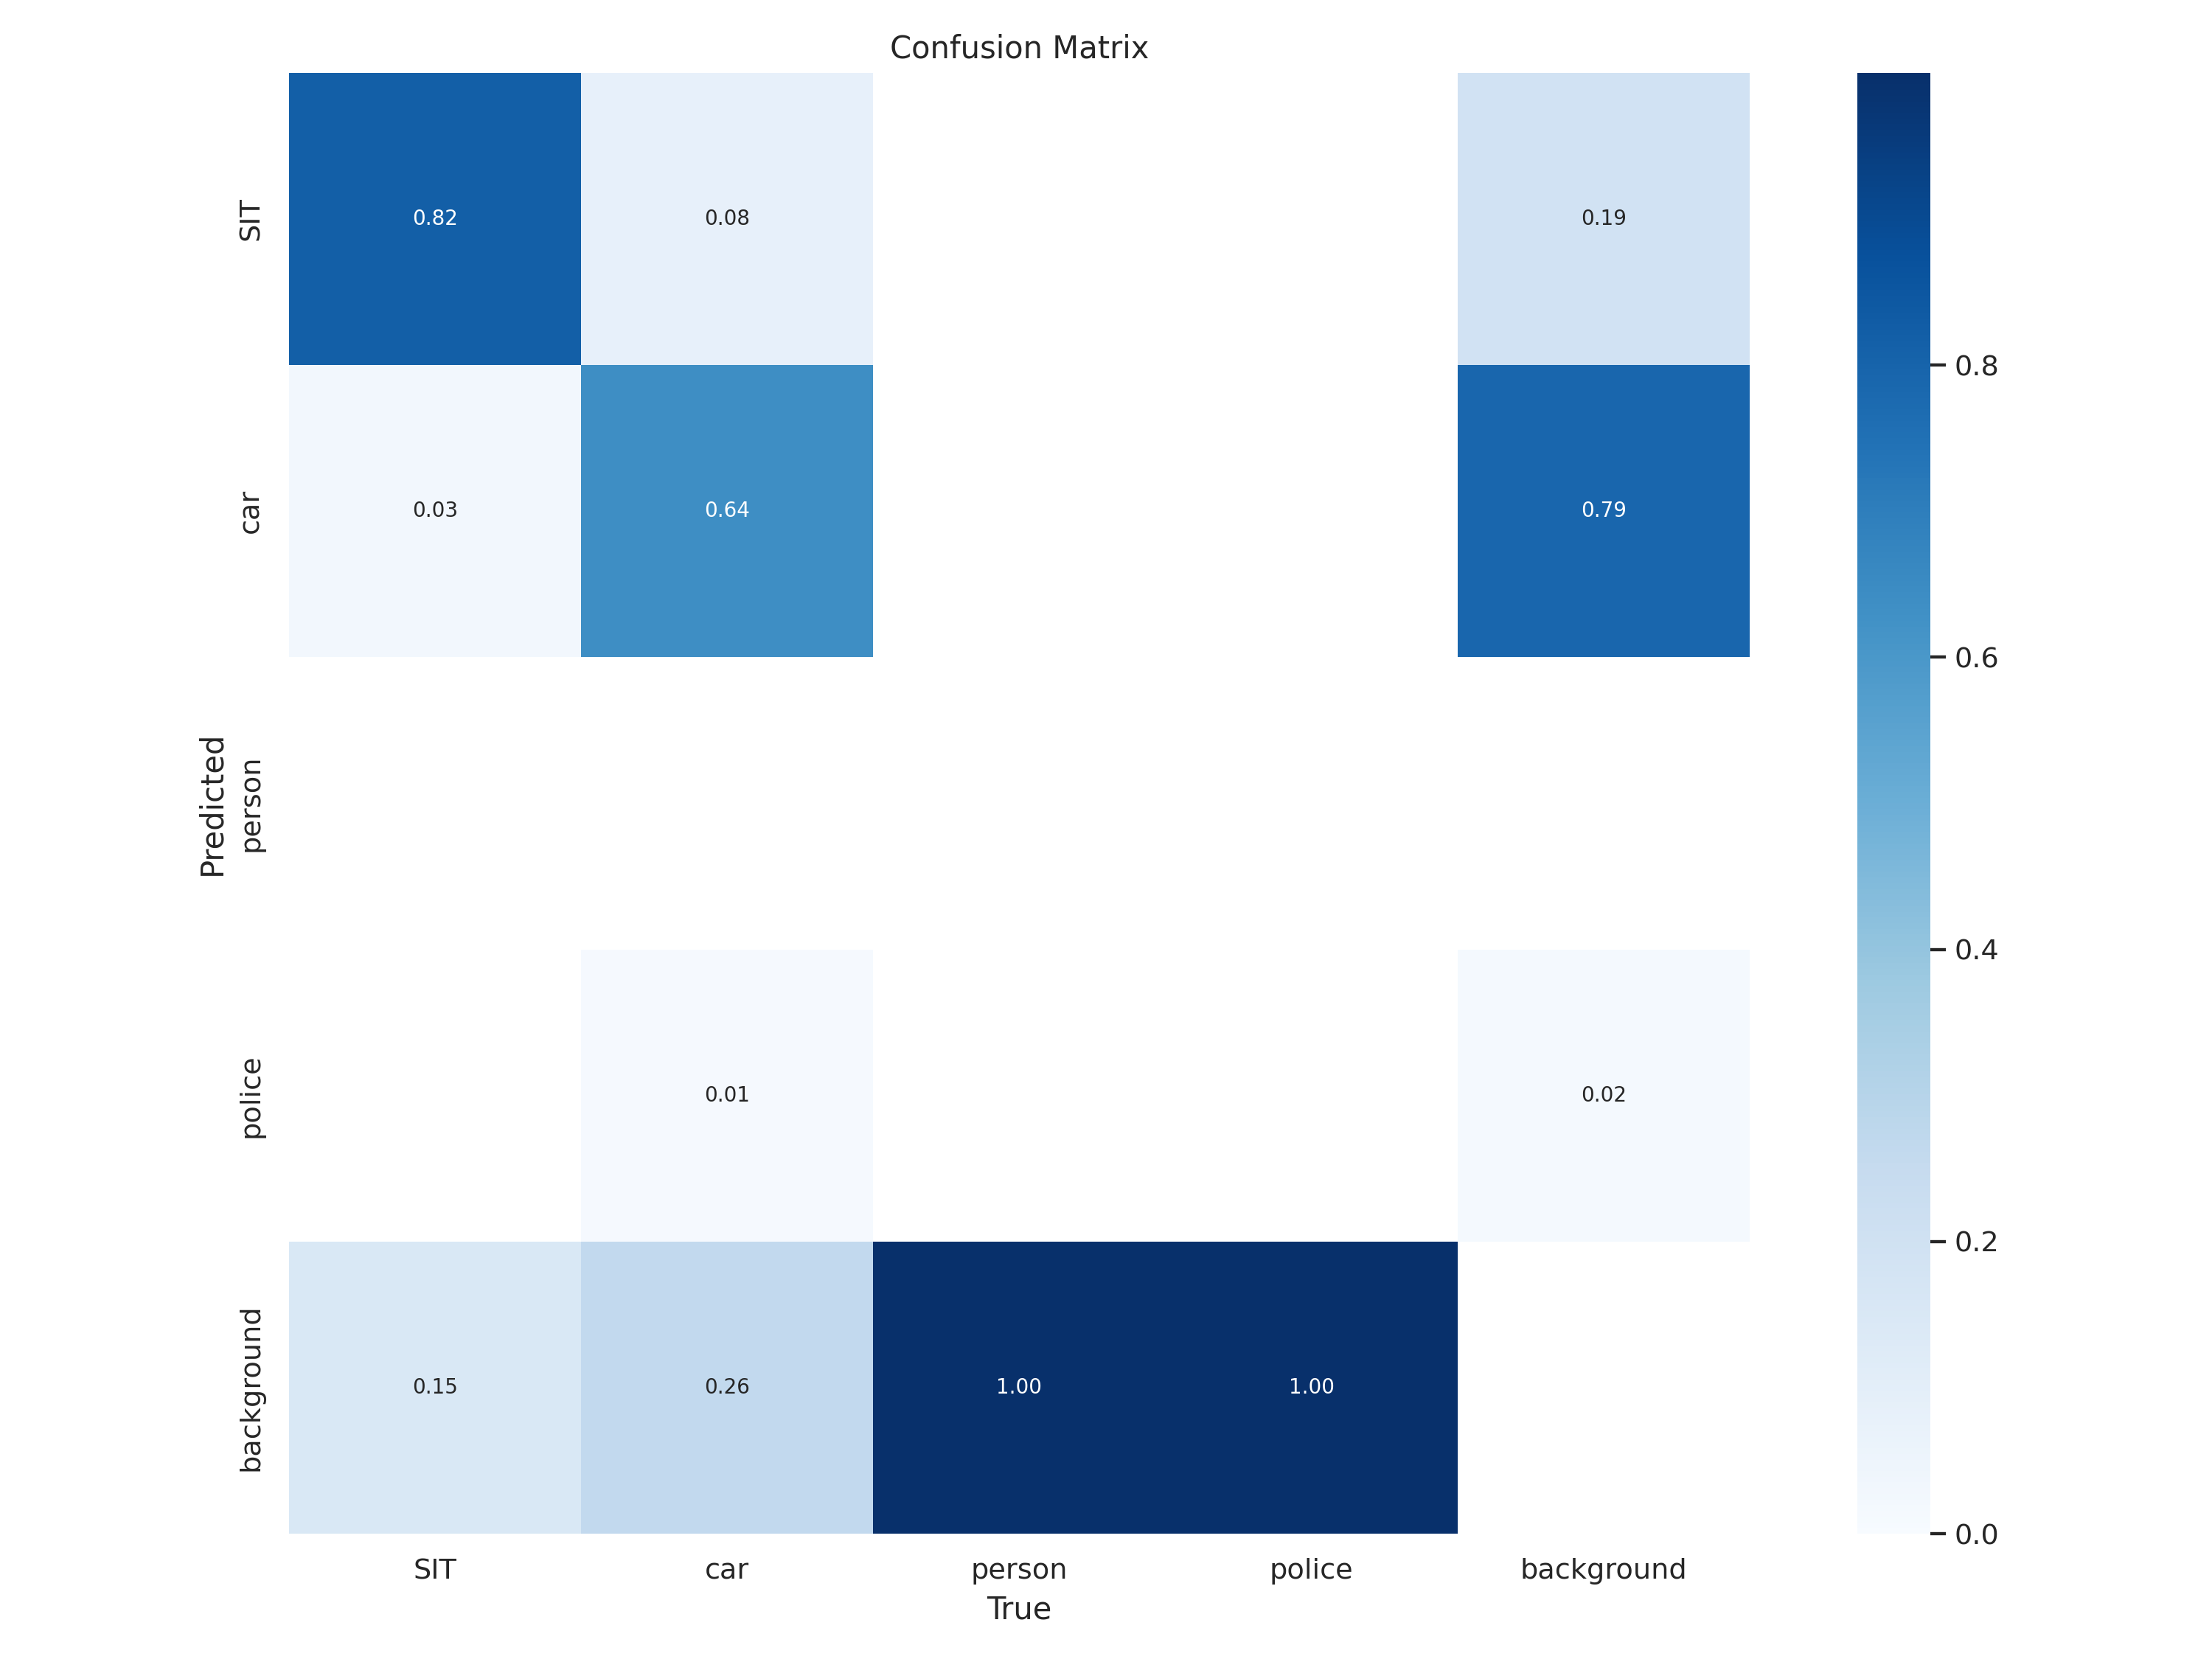 Confusion Matrix
SIT
0.82
0.08
0.19
car
0.03
0.64
0.79
Predicted
person
police
0.01
0.02
background
0.15
0.26
1.00
1.00
SIT
car
person
police
background
True
0.8
0.6
0.4
0.2
0.0